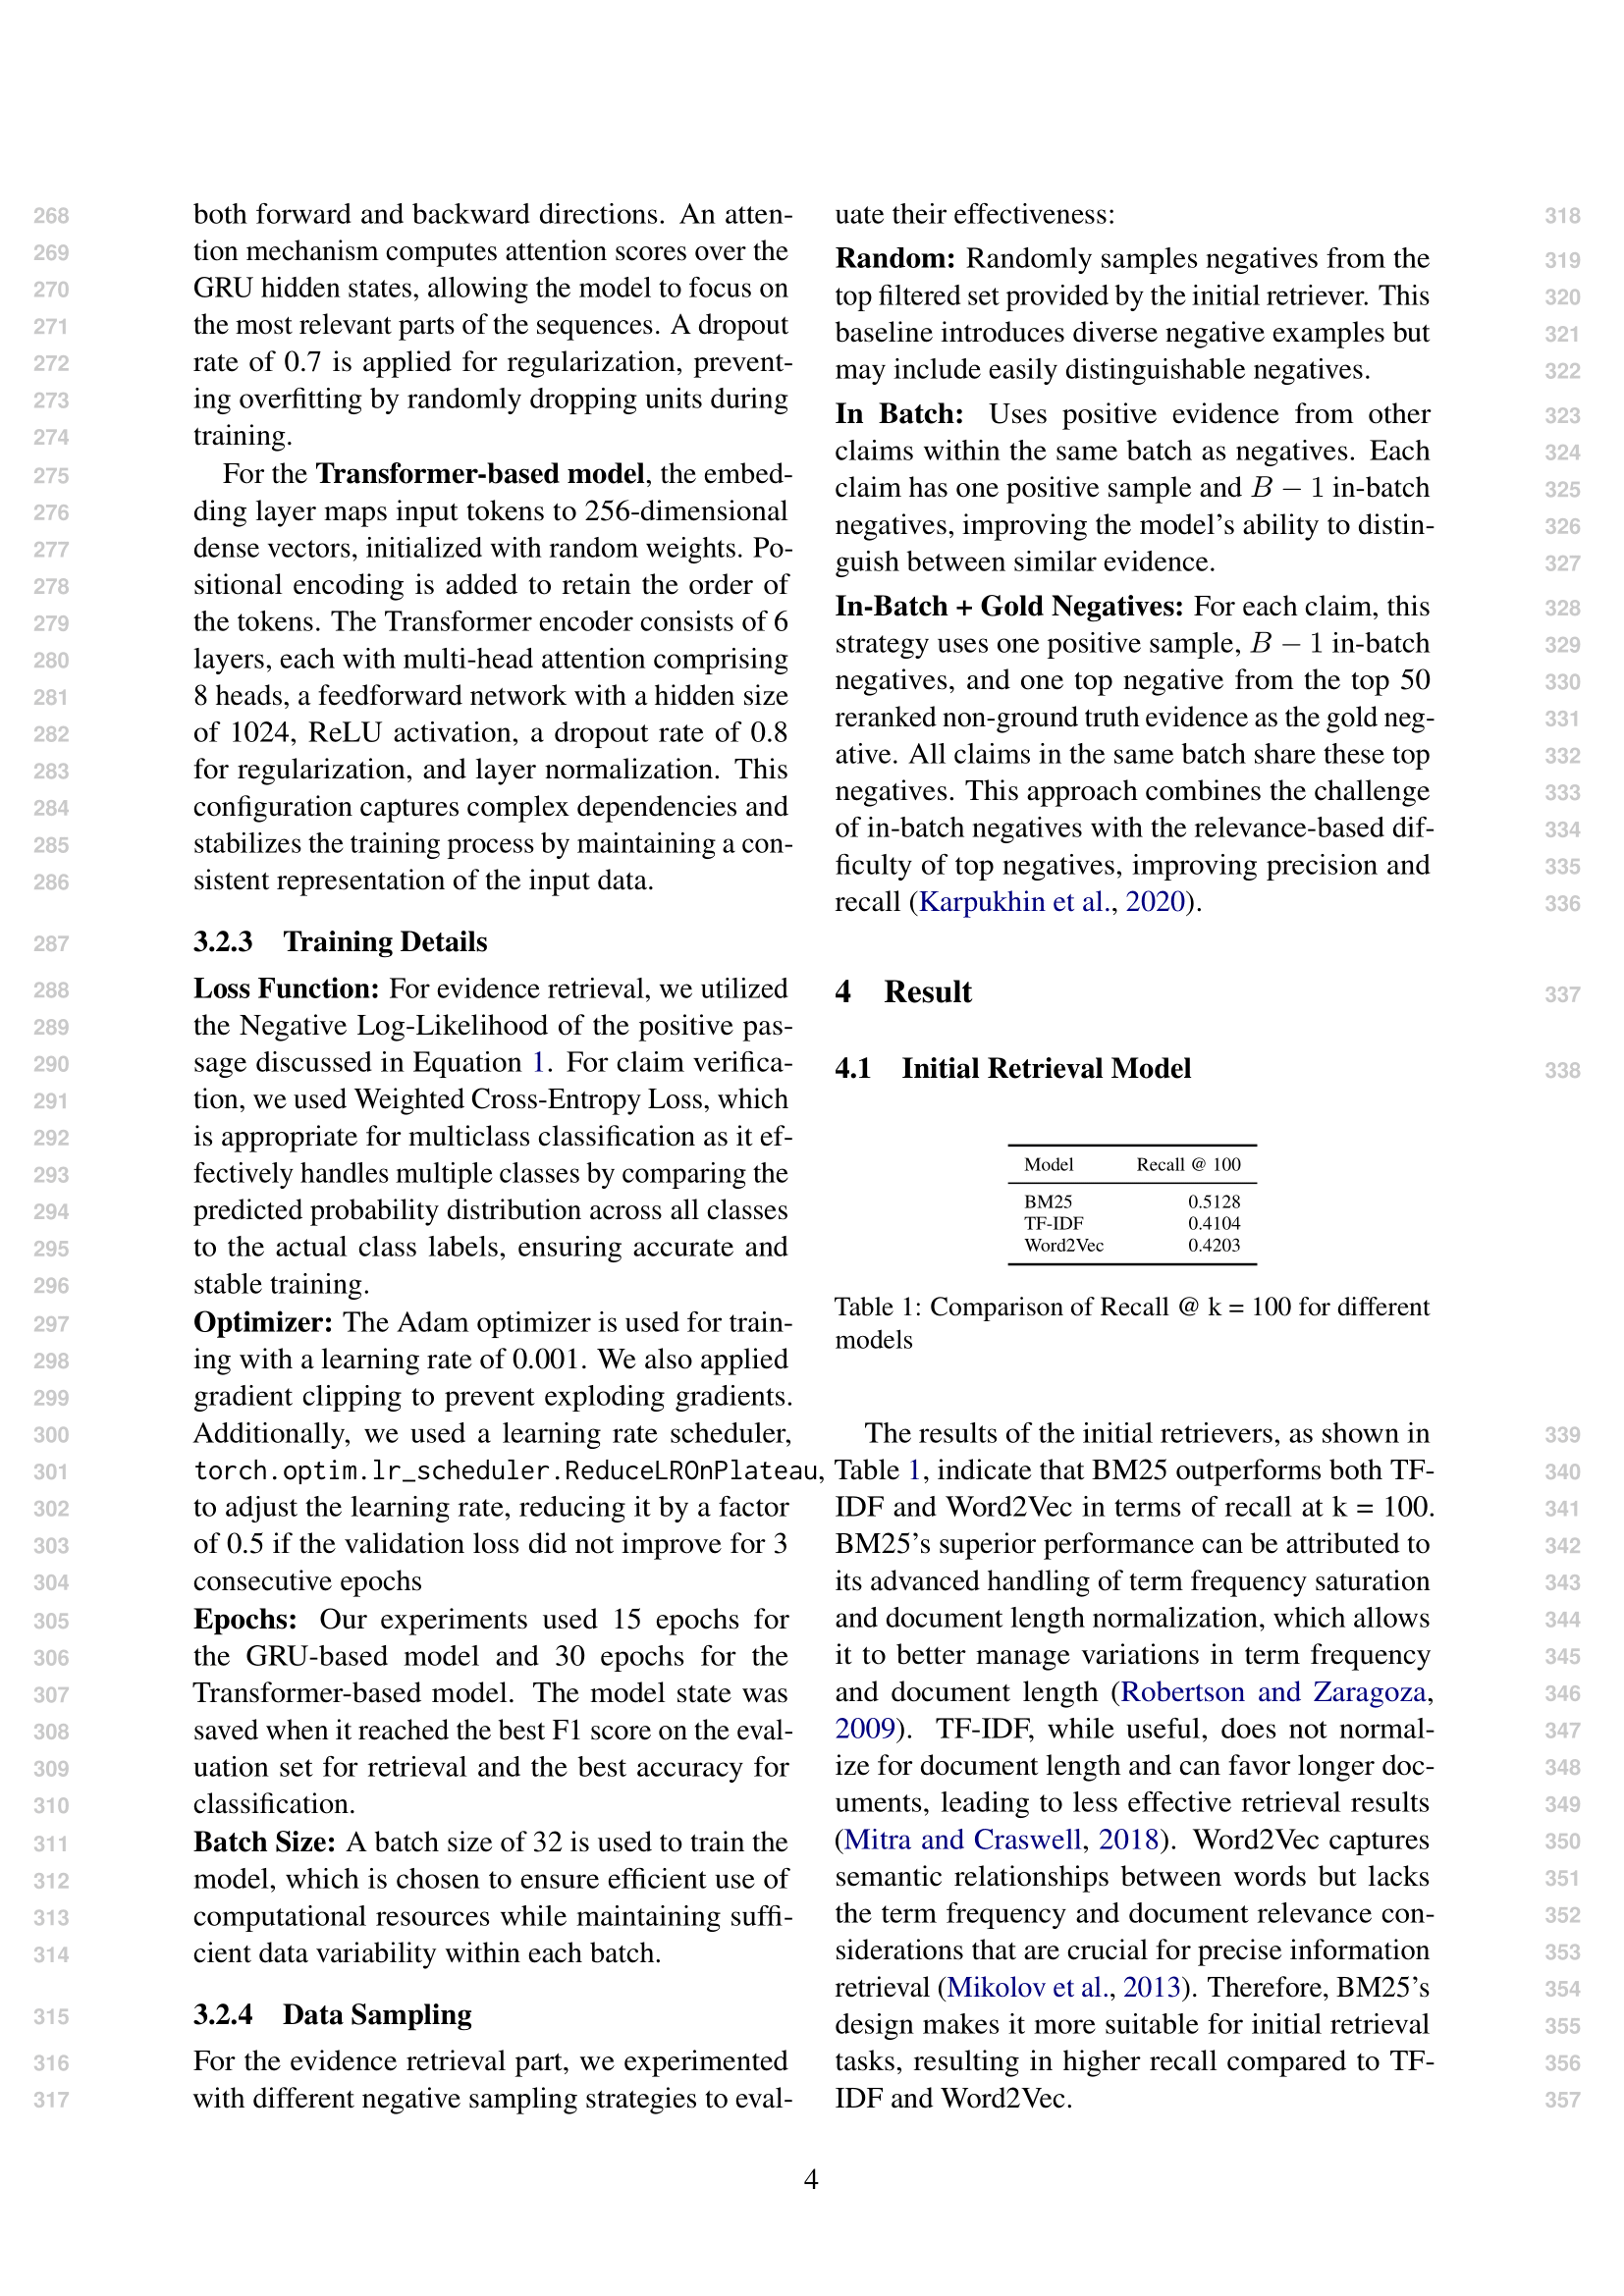 268 both forward and backward directions. An atten-
269 tion mechanism computes attention scores over the
270 GRU hidden states, allowing the model to focus on
271 the most relevant parts of the sequences. A dropout
272 rate of 0.7 is applied for regularization, prevent-
273 ing overfitting by randomly dropping units during
274 training.
275 For the Transformer-based model, the embed-
276 ding layer maps input tokens to 256-dimensional
277 dense vectors, initialized with random weights. Po-
278 sitional encoding is added to retain the order of
279 the tokens. The Transformer encoder consists of 6
280 layers, each with multi-head attention comprising
281 8 heads, a feedforward network with a hidden size
282 of 1024, ReLU activation, a dropout rate of 0.8
283 for regularization, and layer normalization. This
284 configuration captures complex dependencies and
285 stabilizes the training process by maintaining a con-
286 sistent representation of the input data.
287 3.2.3 Training Details
288 Loss Function: For evidence retrieval, we utilized
289 the Negative Log-Likelihood of the positive pas-
290 sage discussed in Equation 1. For claim verifica-
291 tion, we used Weighted Cross-Entropy Loss, which
292 is appropriate for multiclass classification as it ef-
293 fectively handles multiple classes by comparing the
294 predicted probability distribution across all classes
295 to the actual class labels, ensuring accurate and
296 stable training.
297 Optimizer: The Adam optimizer is used for train-
298 ing with a learning rate of 0.001. We also applied
299 gradient clipping to prevent exploding gradients.
300 Additionally, we used a learning rate scheduler,
301 torch.optim.lr_scheduler.ReduceLROnPlateau,
302 to adjust the learning rate, reducing it by a factor
303 of 0.5 if the validation loss did not improve for 3
304 consecutive epochs
305 Epochs: Our experiments used 15 epochs for
306 the GRU-based model and 30 epochs for the
307 Transformer-based model. The model state was
308 saved when it reached the best F1 score on the eval-
309 uation set for retrieval and the best accuracy for
310 classification.
311 Batch Size: A batch size of 32 is used to train the
312 model, which is chosen to ensure efficient use of
313 computational resources while maintaining suffi-
314 cient data variability within each batch.
315 3.2.4 Data Sampling
316 For the evidence retrieval part, we experimented
317 with different negative sampling strategies to eval-
uate their effectiveness: 318
Random: Randomly samples negatives from the 319
top filtered set provided by the initial retriever. This 320
baseline introduces diverse negative examples but 321
may include easily distinguishable negatives. 322
In Batch: Uses positive evidence from other 323
claims within the same batch as negatives. Each 324
claim has one positive sample and B − 1 in-batch 325
negatives, improving the model's ability to distin- 326
guish between similar evidence. 327
In-Batch + Gold Negatives: For each claim, this 328
strategy uses one positive sample, B − 1 in-batch 329
negatives, and one top negative from the top 50 330
reranked non-ground truth evidence as the gold neg- 331
ative. All claims in the same batch share these top 332
negatives. This approach combines the challenge 333
of in-batch negatives with the relevance-based dif- 334
ficulty of top negatives, improving precision and 335
recall (Karpukhin et al., 2020). 336
4 Result 337
4.1 Initial Retrieval Model 338
Model Recall @ 100
BM25 0.5128
TF-IDF 0.4104
Word2Vec 0.4203
Table 1: Comparison of Recall @ k = 100 for different
models
The results of the initial retrievers, as shown in 339
Table 1, indicate that BM25 outperforms both TF- 340
IDF and Word2Vec in terms of recall at k = 100. 341
BM25's superior performance can be attributed to 342
its advanced handling of term frequency saturation 343
and document length normalization, which allows 344
it to better manage variations in term frequency 345
and document length (Robertson and Zaragoza, 346
2009). TF-IDF, while useful, does not normal- 347
ize for document length and can favor longer doc- 348
uments, leading to less effective retrieval results 349
(Mitra and Craswell, 2018). Word2Vec captures 350
semantic relationships between words but lacks 351
the term frequency and document relevance con- 352
siderations that are crucial for precise information 353
retrieval (Mikolov et al., 2013). Therefore, BM25's 354
design makes it more suitable for initial retrieval 355
tasks, resulting in higher recall compared to TF- 356
IDF and Word2Vec. 357
4